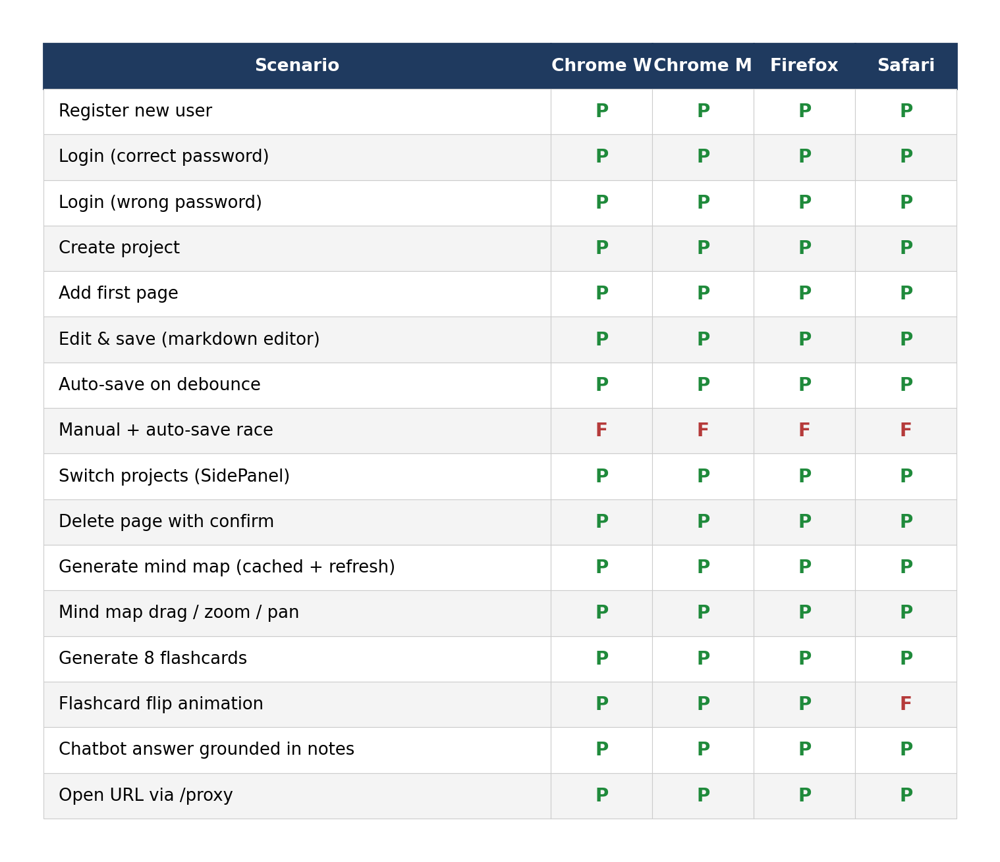 Scenario Chrome W Chrome M Firefox Safari
Register new user P P P P
Login (correct password) P P P P
Login (wrong password) P P P P
Create project P P P P
Add first page P P P P
Edit & save (markdown editor) P P P P
Auto-save on debounce P P P P
Manual + auto-save race F F F F
Switch projects (SidePanel) P P P P
Delete page with confirm P P P P
Generate mind map (cached + refresh) P P P P
Mind map drag / zoom / pan P P P P
Generate 8 flashcards P P P P
Flashcard flip animation P P P F
Chatbot answer grounded in notes P P P P
Open URL via /proxy P P P P